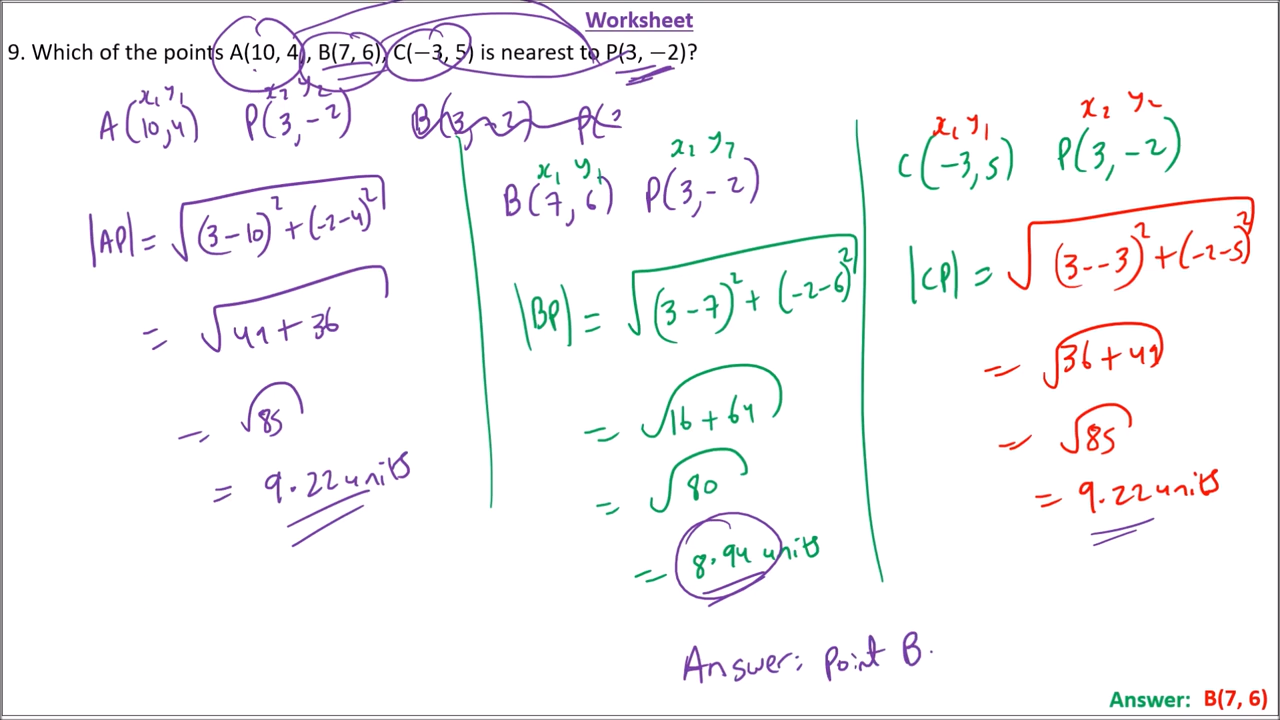 Worksheet
9. Which of the points A(10, 4), B(7, 6), C(−3, 5) is nearest to P(3, −2)?
x₁ y₁ x₂ y₂
A(10,4) P(3,−2) B(3,−2) P(
|AP| = √((3−10)² + (−2−4)²)
= √(49 + 36)
= √85
= 9.22 units
x₁ y₁ x₂ y₂
B(7, 6) P(3,−2)
|BP| = √((3−7)² + (−2−6)²)
= √(16 + 64)
= √80
= 8.94 units
x₁ y₁ x₂ y₂
C(−3, 5) P(3, −2)
|CP| = √((3−−3)² + (−2−5)²)
= √(36 + 49)
= √85
= 9.22 units
Answer: Point B.
Answer: B(7, 6)